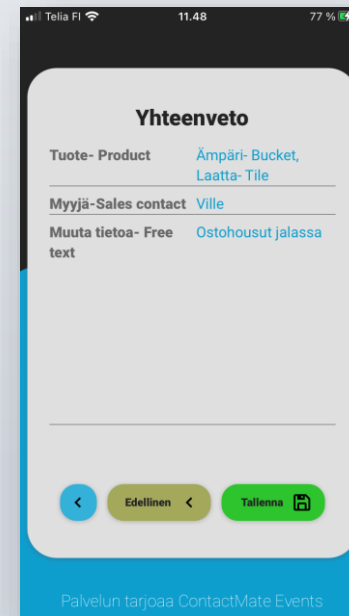 Telia FI 11.48 77 %
Yhteenveto
Tuote- Product Ämpäri- Bucket,
Laatta- Tile
Myyjä-Sales contact Ville
Muuta tietoa- Free Ostohousut jalassa
text
Edellinen Tallenna
Palvelun tarjoaa ContactMate Events